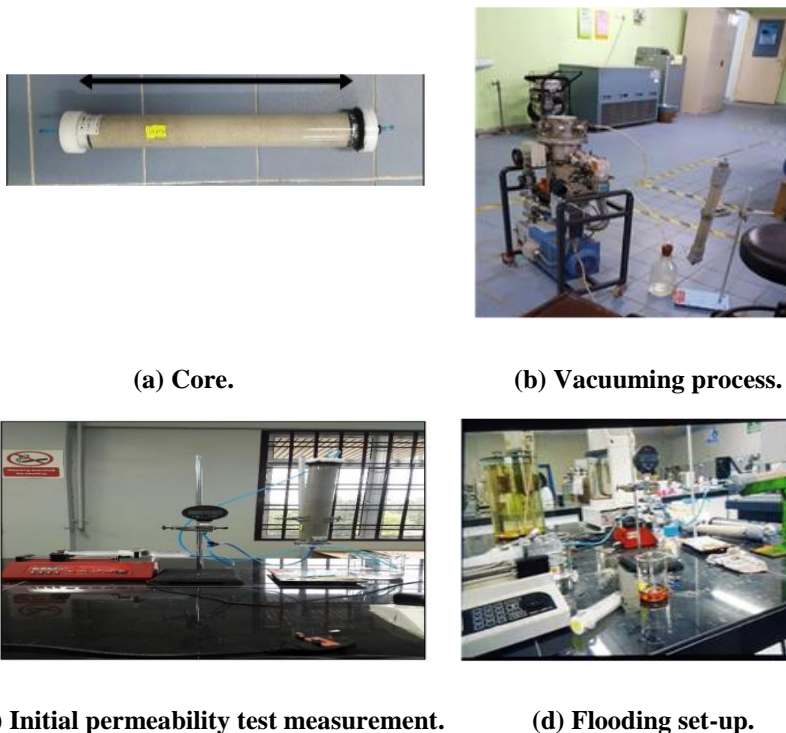 (a) Core.
(b) Vacuuming process.
) Initial permeability test measurement.
(d) Flooding set-up.